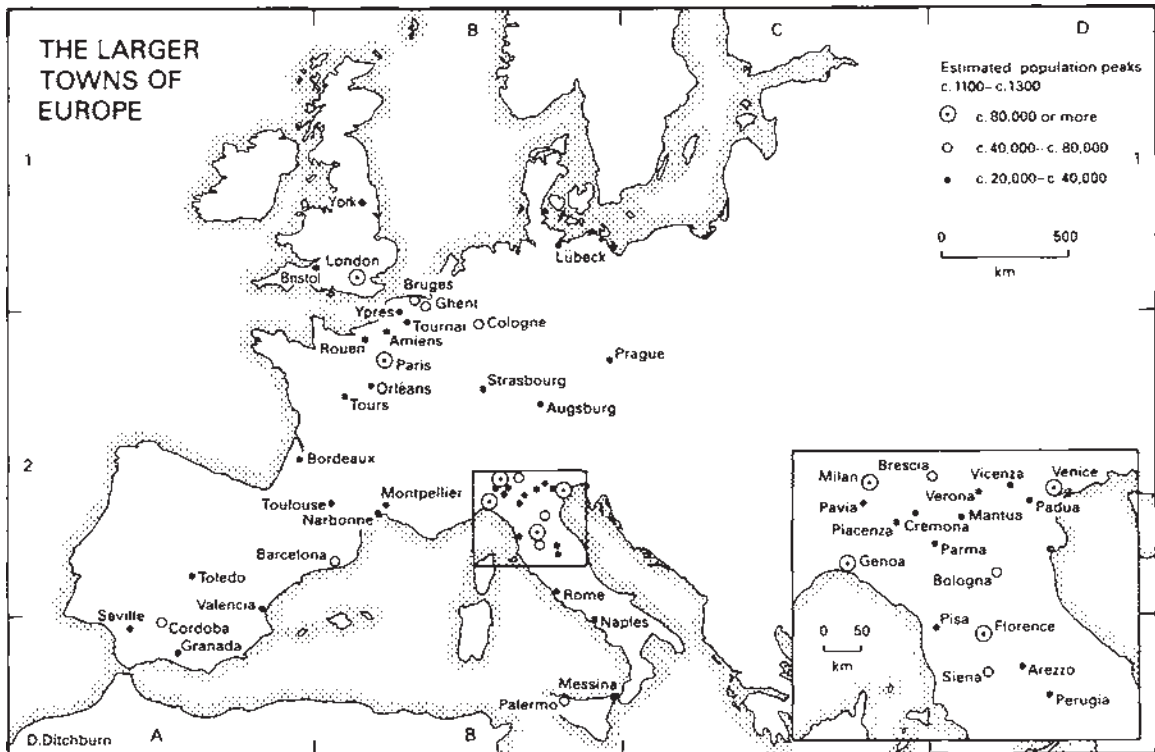 THE LARGER
TOWNS OF
EUROPE
B
C
D
Estimated population peaks
c.1100–c.1300
c. 80,000 or more
c. 40,000–c. 80,000
c. 20,000–c. 40,000
0 500
km
1
1
York
London
Bristol
Lubeck
Bruges
Ghent
Ypres
Tournai
Cologne
Rouen
Amiens
Paris
Prague
Orléans
Strasbourg
Tours
Augsburg
2
2
Bordeaux
Toulouse
Montpellier
Narbonne
Barcelona
Toledo
Valencia
Rome
Naples
Seville
Cordoba
Granada
Messina
Palermo
Milan
Brescia
Vicenza
Venice
Pavia
Verona
Padua
Piacenza
Cremona
Mantua
Parma
Genoa
Bologna
Pisa
Florence
0 50
km
Siena
Arezzo
Perugia
D.Ditchburn
A
B